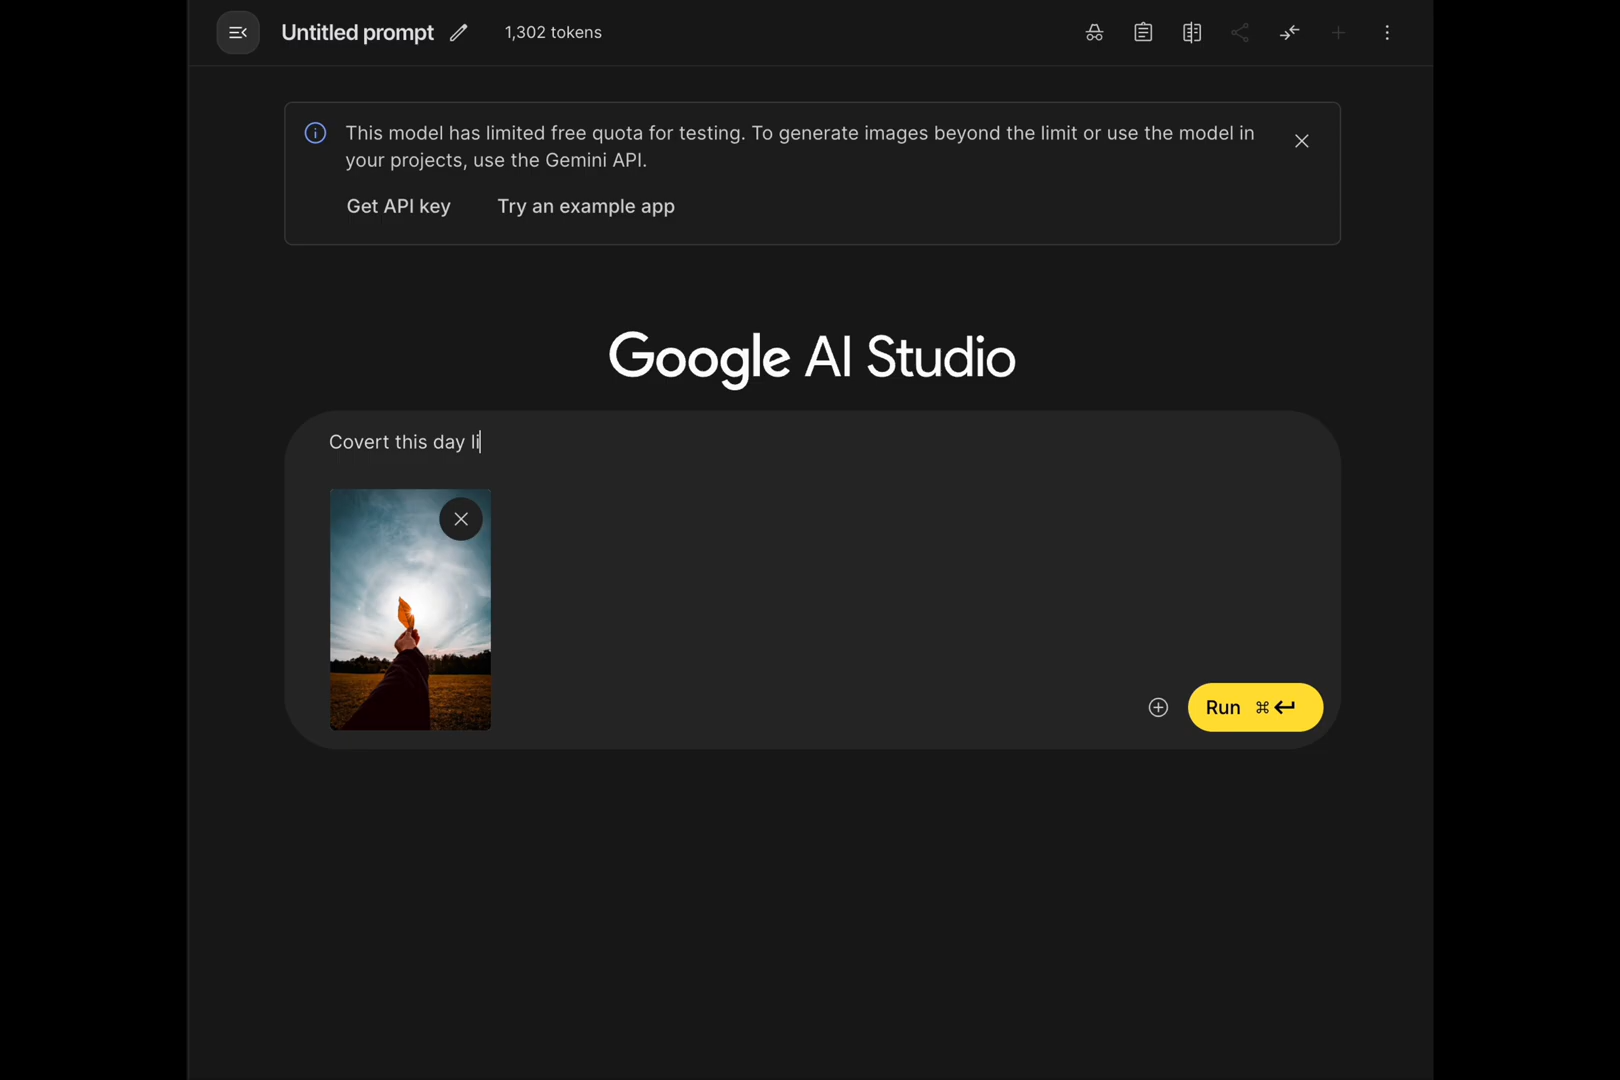 Untitled prompt
1,302 tokens
This model has limited free quota for testing. To generate images beyond the limit or use the model in
your projects, use the Gemini API.
Get API key
Try an example app
Google AI Studio
Covert this day li
Run ⌘ ↵